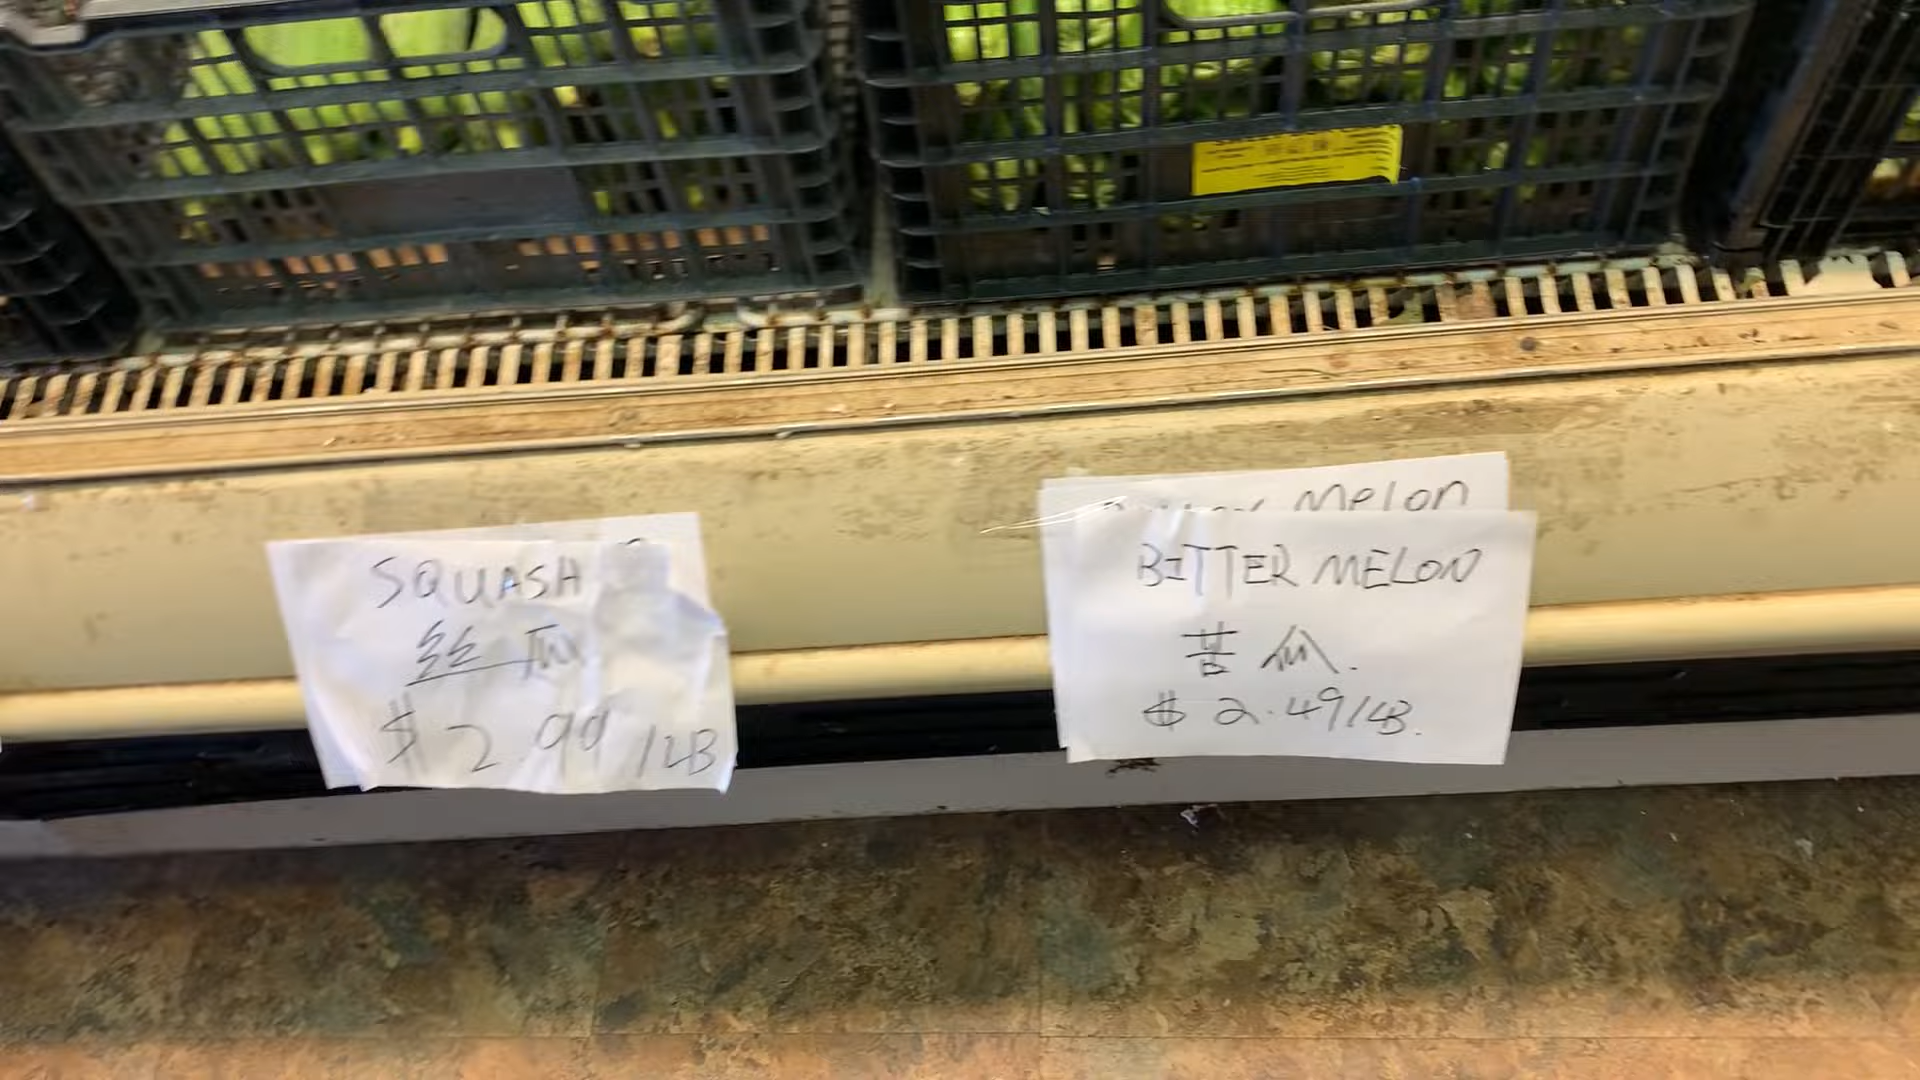 SQUASH
丝瓜
$2.99/LB
Melon
BITTER MELON
苦瓜.
$2.49/LB.